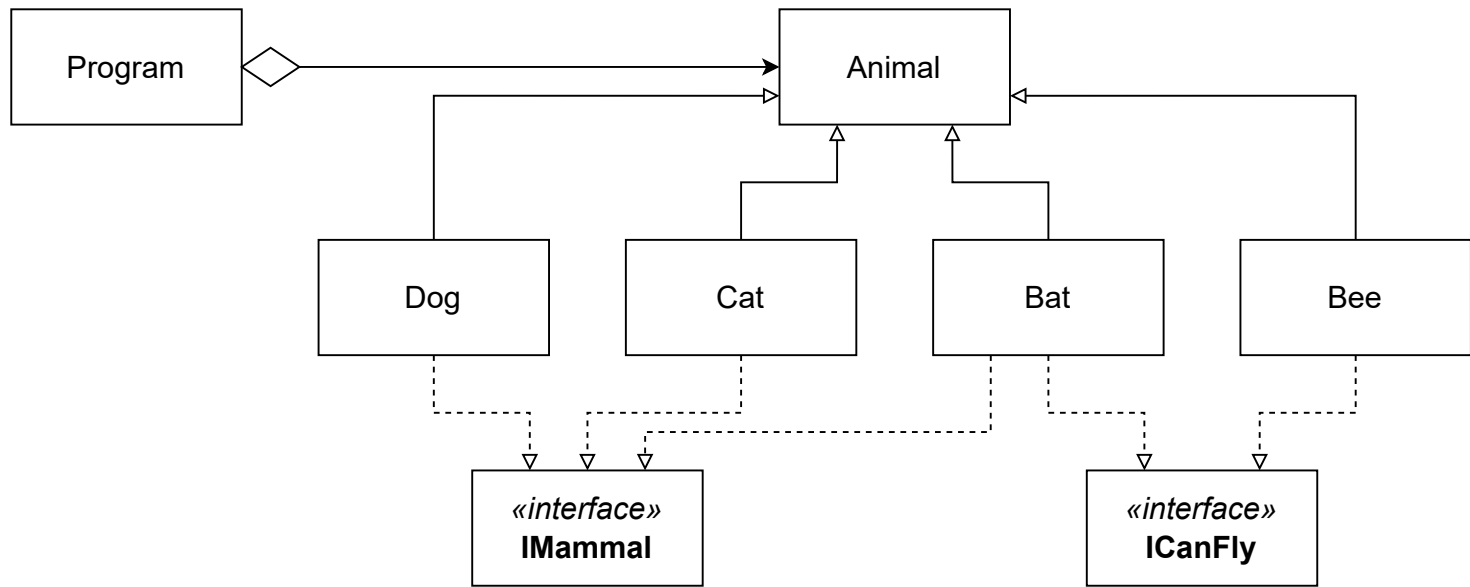 Program
Animal
Dog
Cat
Bat
Bee
«interface»
IMammal
«interface»
ICanFly